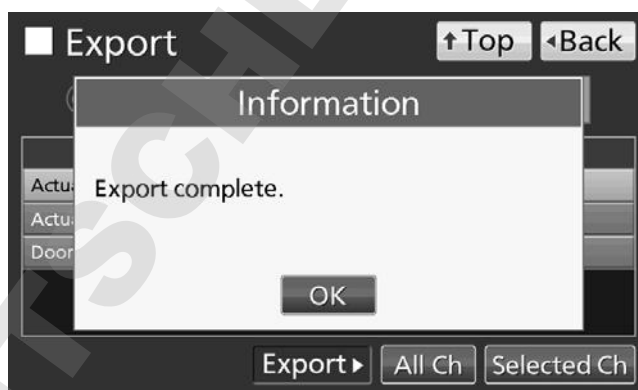 Export
↑Top ◂Back
Information
Actu
Export complete.
Actu
Door
OK
Export▸ All Ch Selected Ch